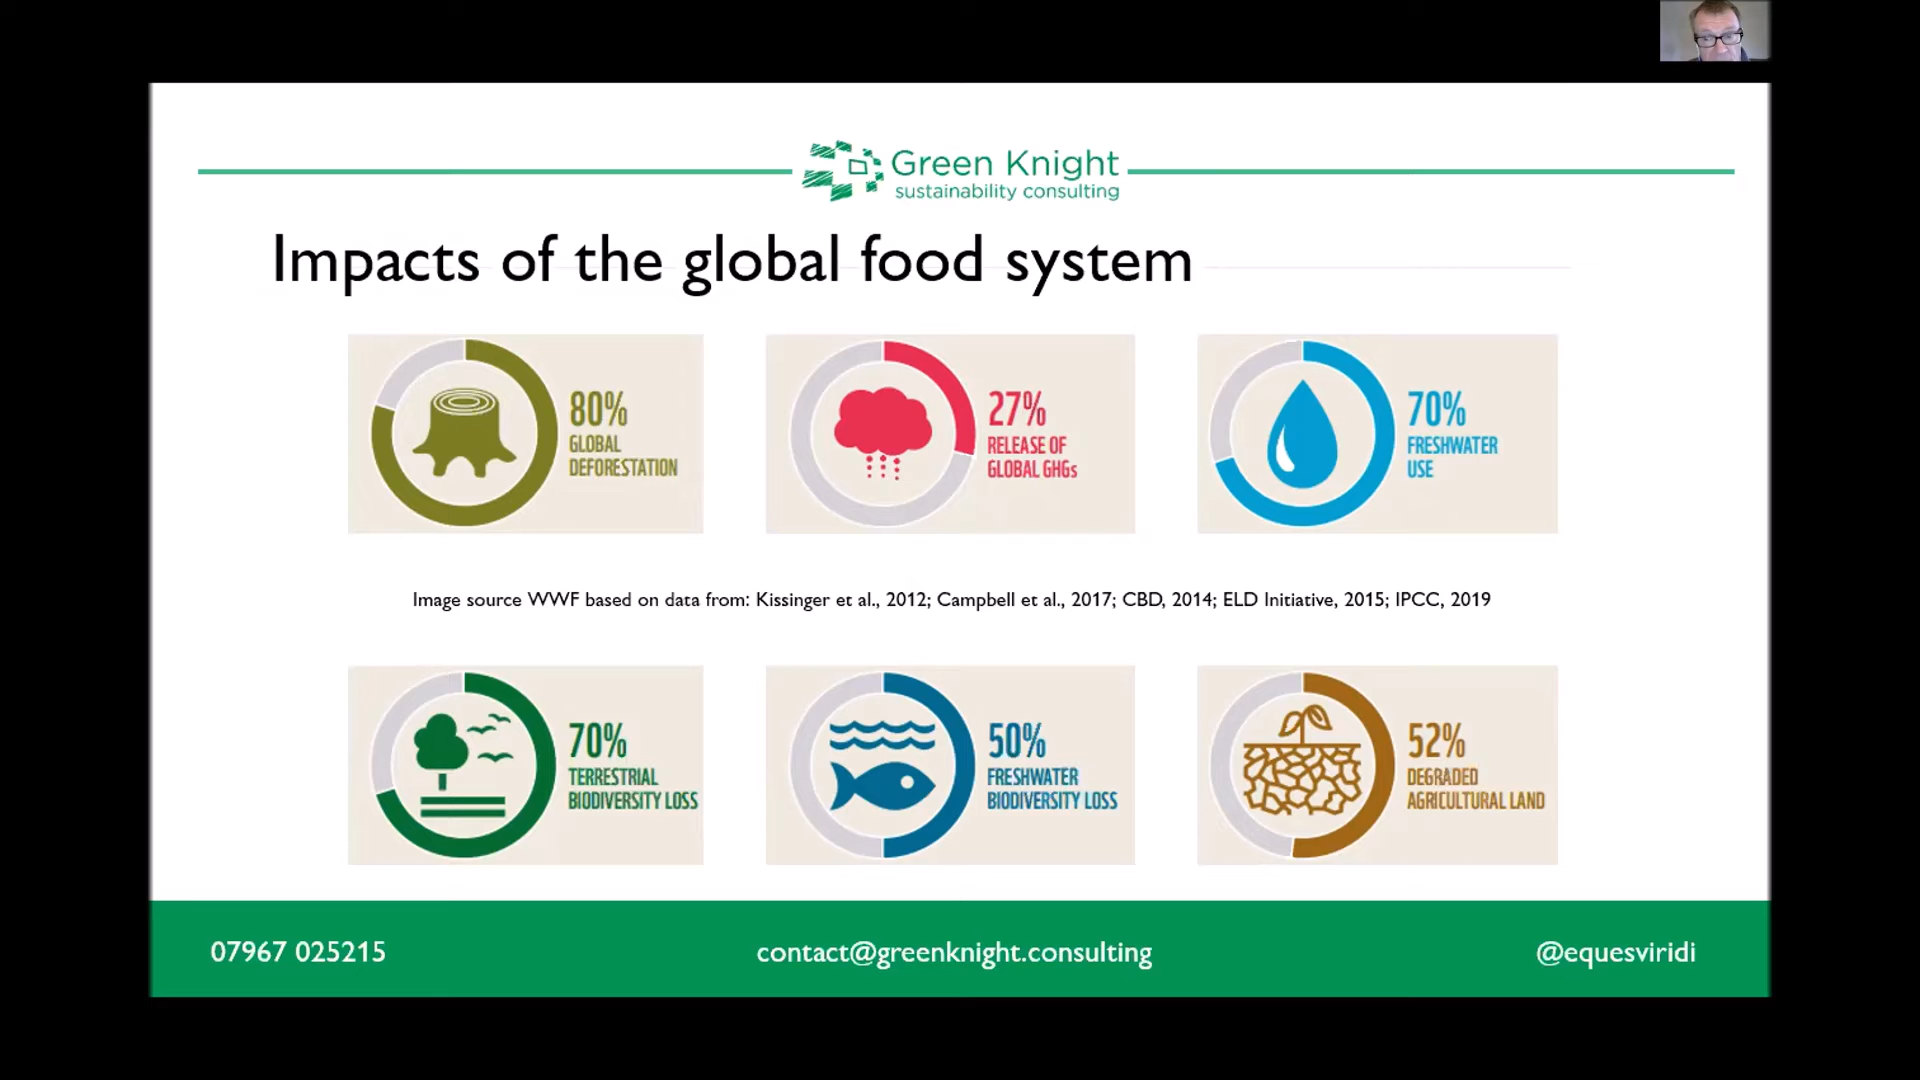 Green Knight
sustainability consulting
Impacts of the global food system
80%
GLOBAL
DEFORESTATION
27%
RELEASE OF
GLOBAL GHGs
70%
FRESHWATER
USE
Image source WWF based on data from: Kissinger et al., 2012; Campbell et al., 2017; CBD, 2014; ELD Initiative, 2015; IPCC, 2019
70%
TERRESTRIAL
BIODIVERSITY LOSS
50%
FRESHWATER
BIODIVERSITY LOSS
52%
DEGRADED
AGRICULTURAL LAND
07967 025215
contact@greenknight.consulting
@equesviridi